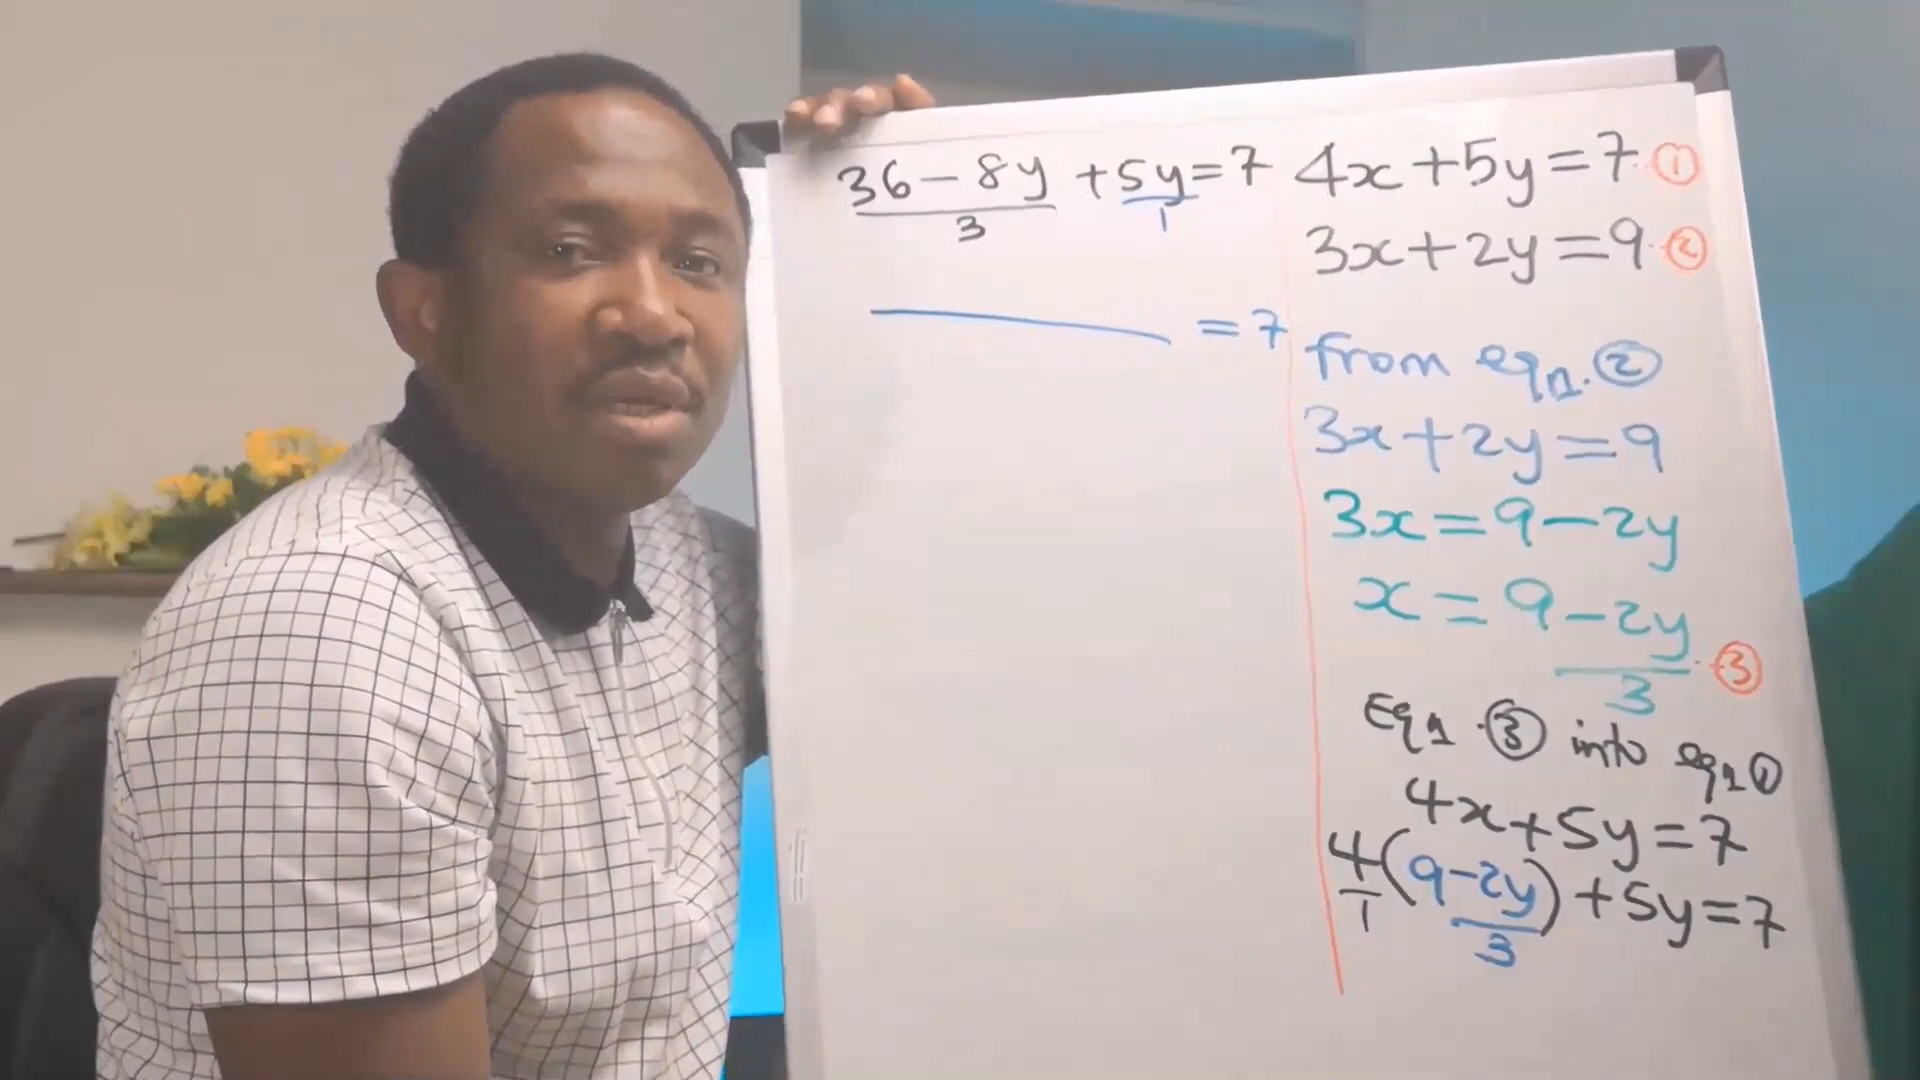 36 - 8y + 5y = 7
3 1
= 7
4x + 5y = 7 ①
3x + 2y = 9 ②
from eqn. ②
3x + 2y = 9
3x = 9 - 2y
x = 9 - 2y
3 ③
Eqn ③ into eqn ①
4x + 5y = 7
4(9 - 2y) + 5y = 7
1 3